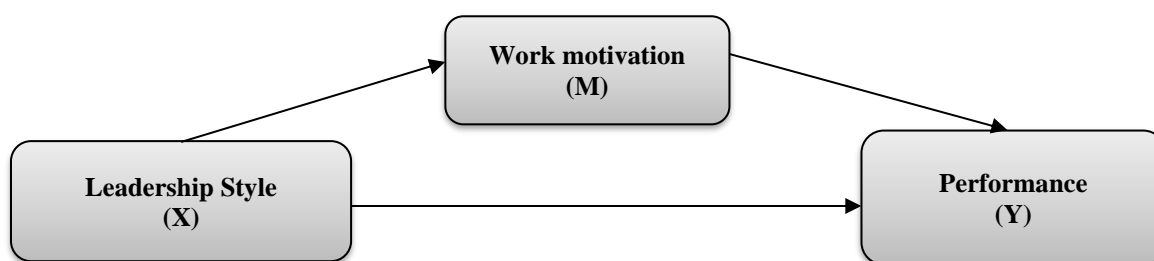 Work motivation
(M)
Leadership Style
(X)
Performance
(Y)